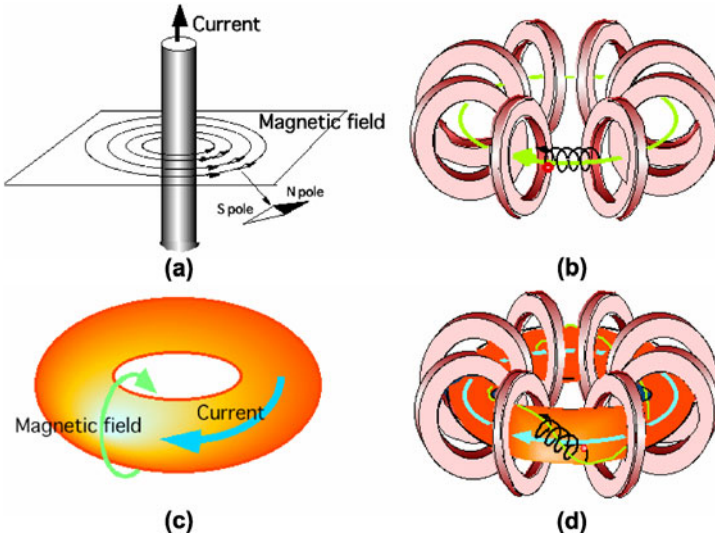 Current
Magnetic field
N pole
S pole
(a)
(b)
Current
Magnetic field
(c)
(d)